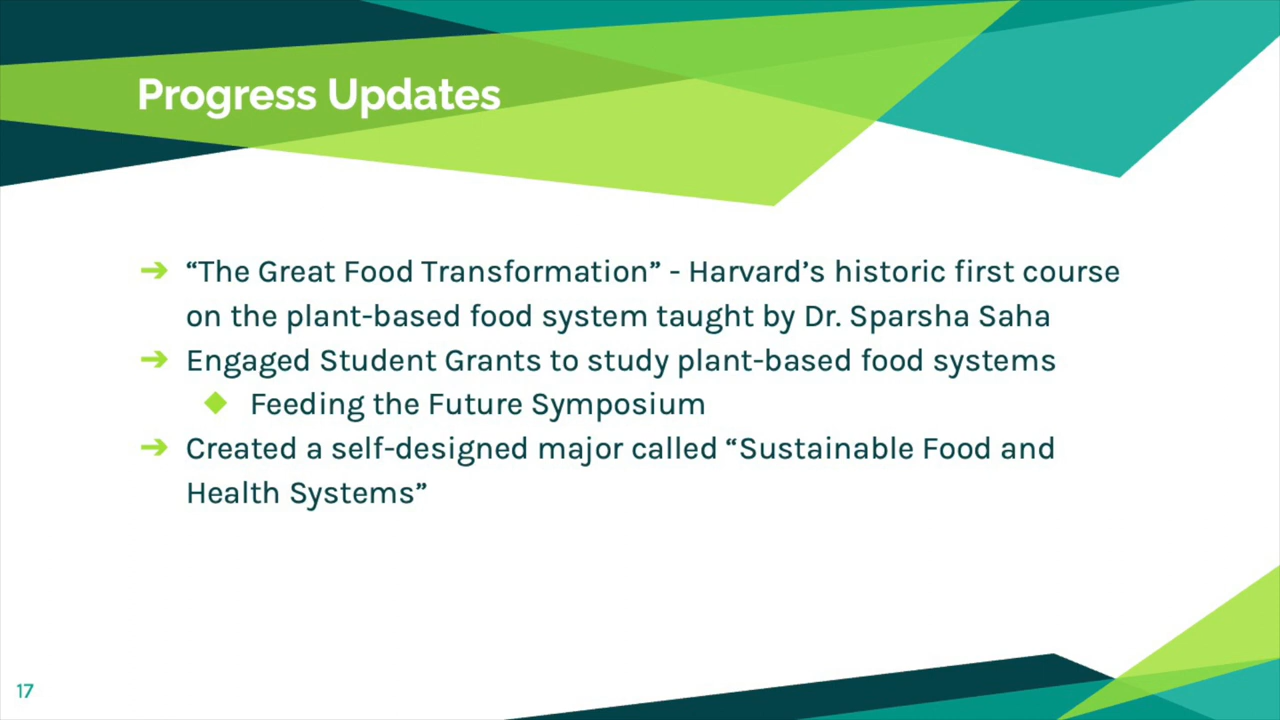 Progress Updates
➔ “The Great Food Transformation” - Harvard’s historic first course
on the plant-based food system taught by Dr. Sparsha Saha
➔ Engaged Student Grants to study plant-based food systems
◆ Feeding the Future Symposium
➔ Created a self-designed major called “Sustainable Food and
Health Systems”
17